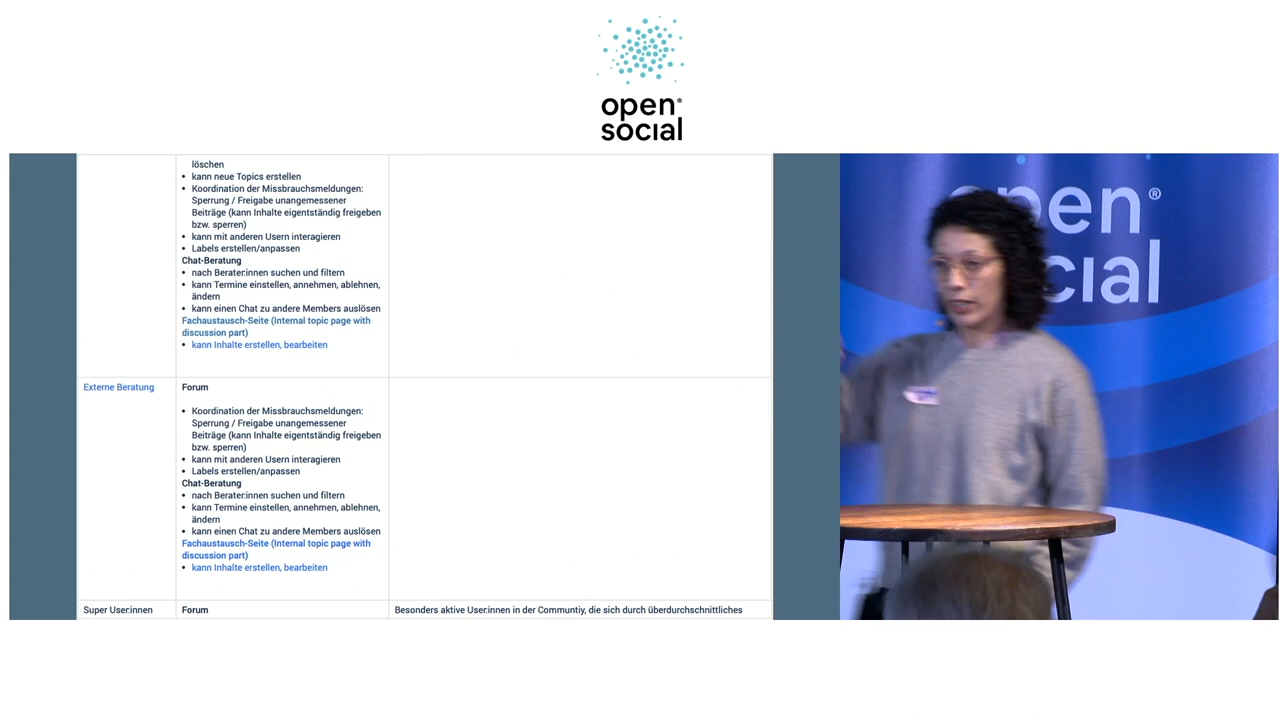 open®
social
löschen
• kann neue Topics erstellen
• Koordination der Missbrauchsmeldungen:
Sperrung / Freigabe unangemessener
Beiträge (kann Inhalte eigentständig freigeben
bzw. sperren)
• kann mit anderen Usern interagieren
• Labels erstellen/anpassen
Chat-Beratung
• nach Berater:innen suchen und filtern
• kann Termine einstellen, annehmen, ablehnen,
ändern
• kann einen Chat zu andere Members auslösen
Fachaustausch-Seite (Internal topic page with
discussion part)
• kann Inhalte erstellen, bearbeiten
Externe Beratung
Forum
• Koordination der Missbrauchsmeldungen:
Sperrung / Freigabe unangemessener
Beiträge (kann Inhalte eigentständig freigeben
bzw. sperren)
• kann mit anderen Usern interagieren
• Labels erstellen/anpassen
Chat-Beratung
• nach Berater:innen suchen und filtern
• kann Termine einstellen, annehmen, ablehnen,
ändern
• kann einen Chat zu andere Members auslösen
Fachaustausch-Seite (Internal topic page with
discussion part)
• kann Inhalte erstellen, bearbeiten
Super User:innen
Forum
Besonders aktive User:innen in der Communtiy, die sich durch überdurchschnittliches
open®
social